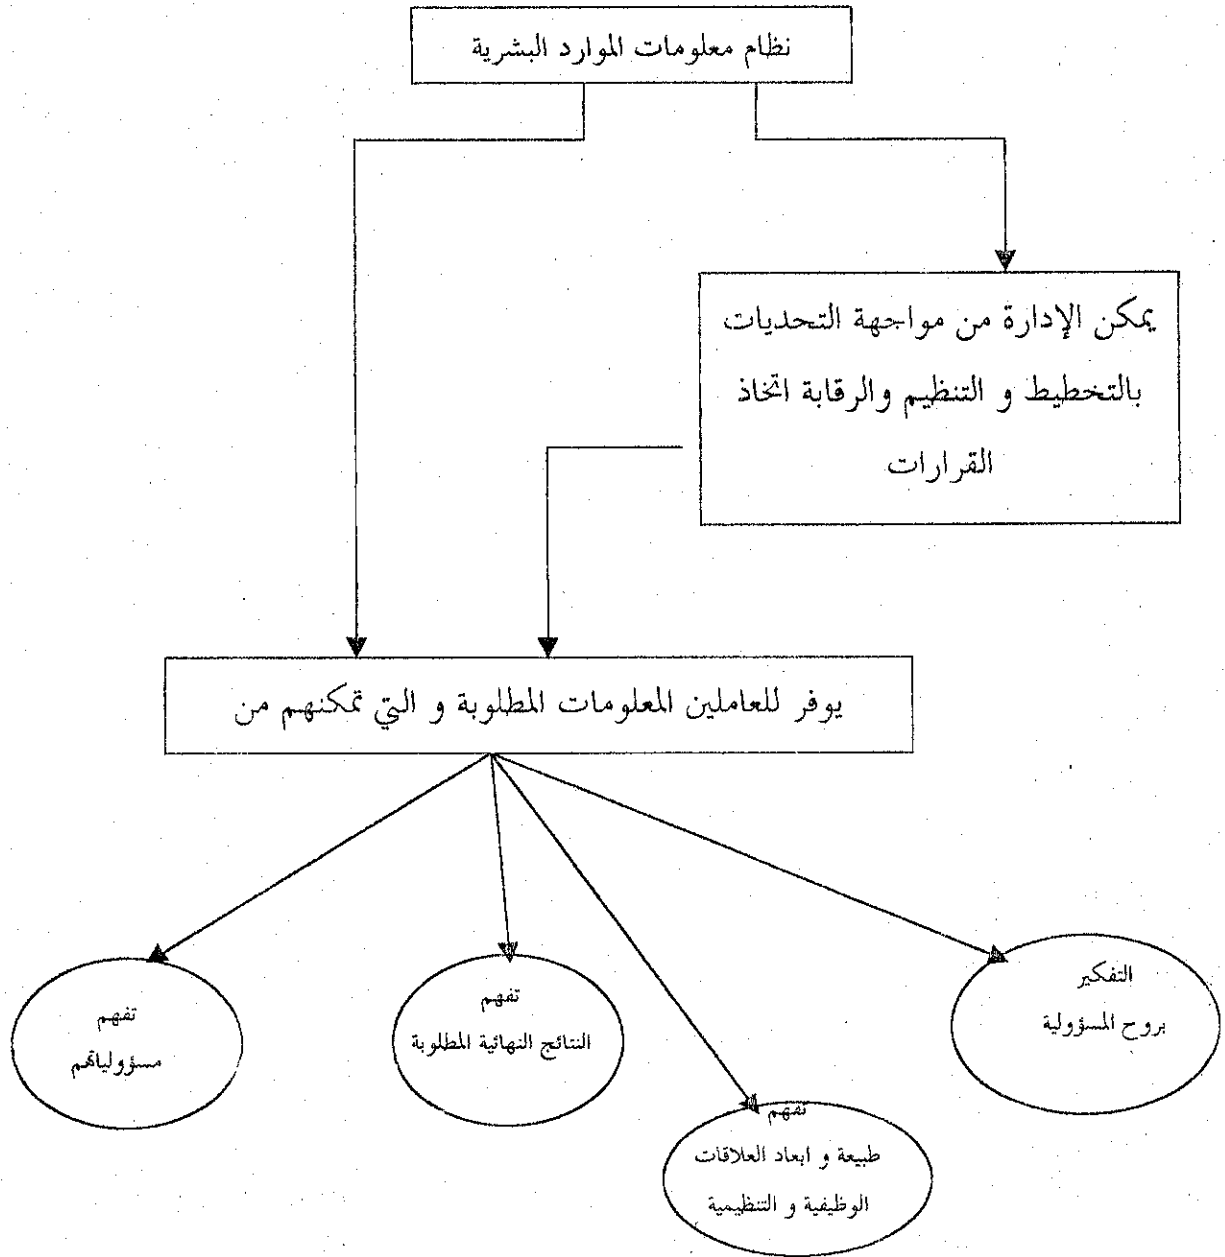 نظام معلومات الموارد البشرية
يمكن الإدارة من مواجهة التحديات
بالتخطيط و التنظيم والرقابة اتخاذ
القرارات
يوفر للعاملين المعلومات المطلوبة و التي تمكنهم من
التفكير
بروح المسؤولية
تفهم
النتائج النهائية المطلوبة
تفهم
مسؤولياتهم
تفهم
طبيعة و ابعاد العلاقات
الوظيفية و التنظيمية